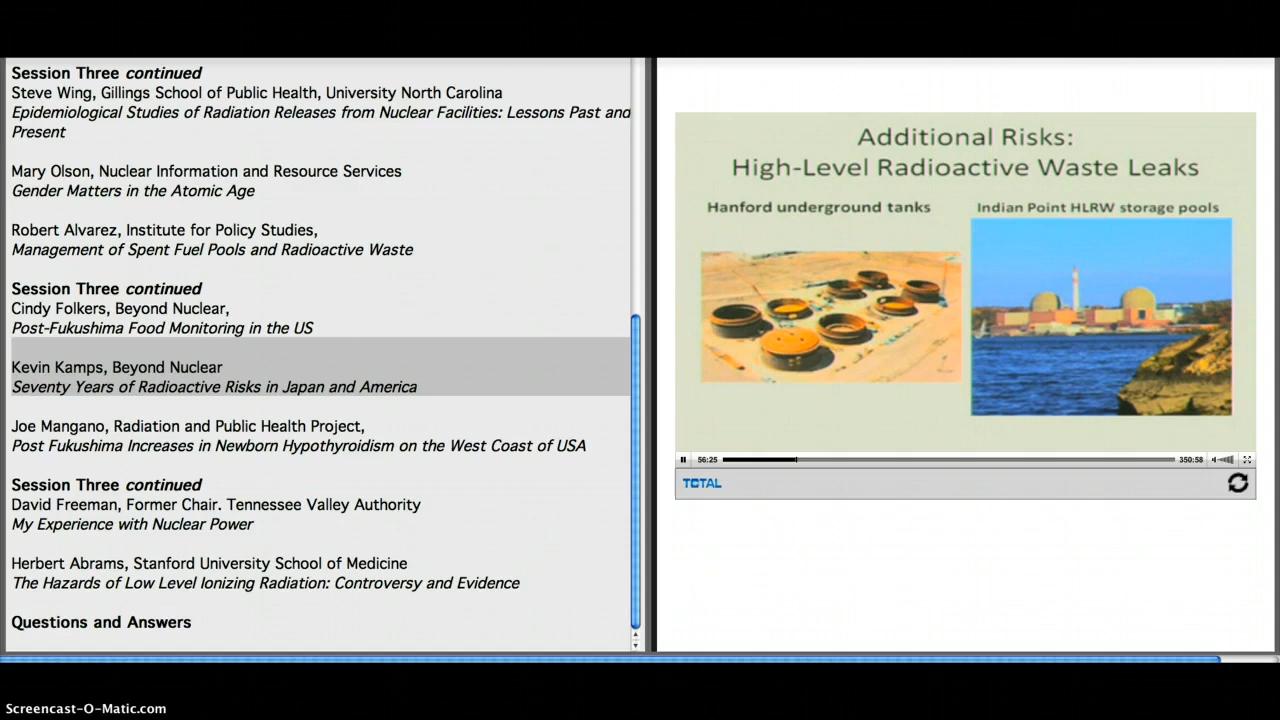 Session Three continued
Steve Wing, Gillings School of Public Health, University North Carolina
Epidemiological Studies of Radiation Releases from Nuclear Facilities: Lessons Past and
Present
Mary Olson, Nuclear Information and Resource Services
Gender Matters in the Atomic Age
Robert Alvarez, Institute for Policy Studies,
Management of Spent Fuel Pools and Radioactive Waste
Session Three continued
Cindy Folkers, Beyond Nuclear,
Post-Fukushima Food Monitoring in the US
Kevin Kamps, Beyond Nuclear
Seventy Years of Radioactive Risks in Japan and America
Joe Mangano, Radiation and Public Health Project,
Post Fukushima Increases in Newborn Hypothyroidism on the West Coast of USA
Session Three continued
David Freeman, Former Chair. Tennessee Valley Authority
My Experience with Nuclear Power
Herbert Abrams, Stanford University School of Medicine
The Hazards of Low Level Ionizing Radiation: Controversy and Evidence
Questions and Answers
Additional Risks:
High-Level Radioactive Waste Leaks
Hanford underground tanks
Indian Point HLRW storage pools
56:25
350:58
TOTAL
Screencast-O-Matic.com